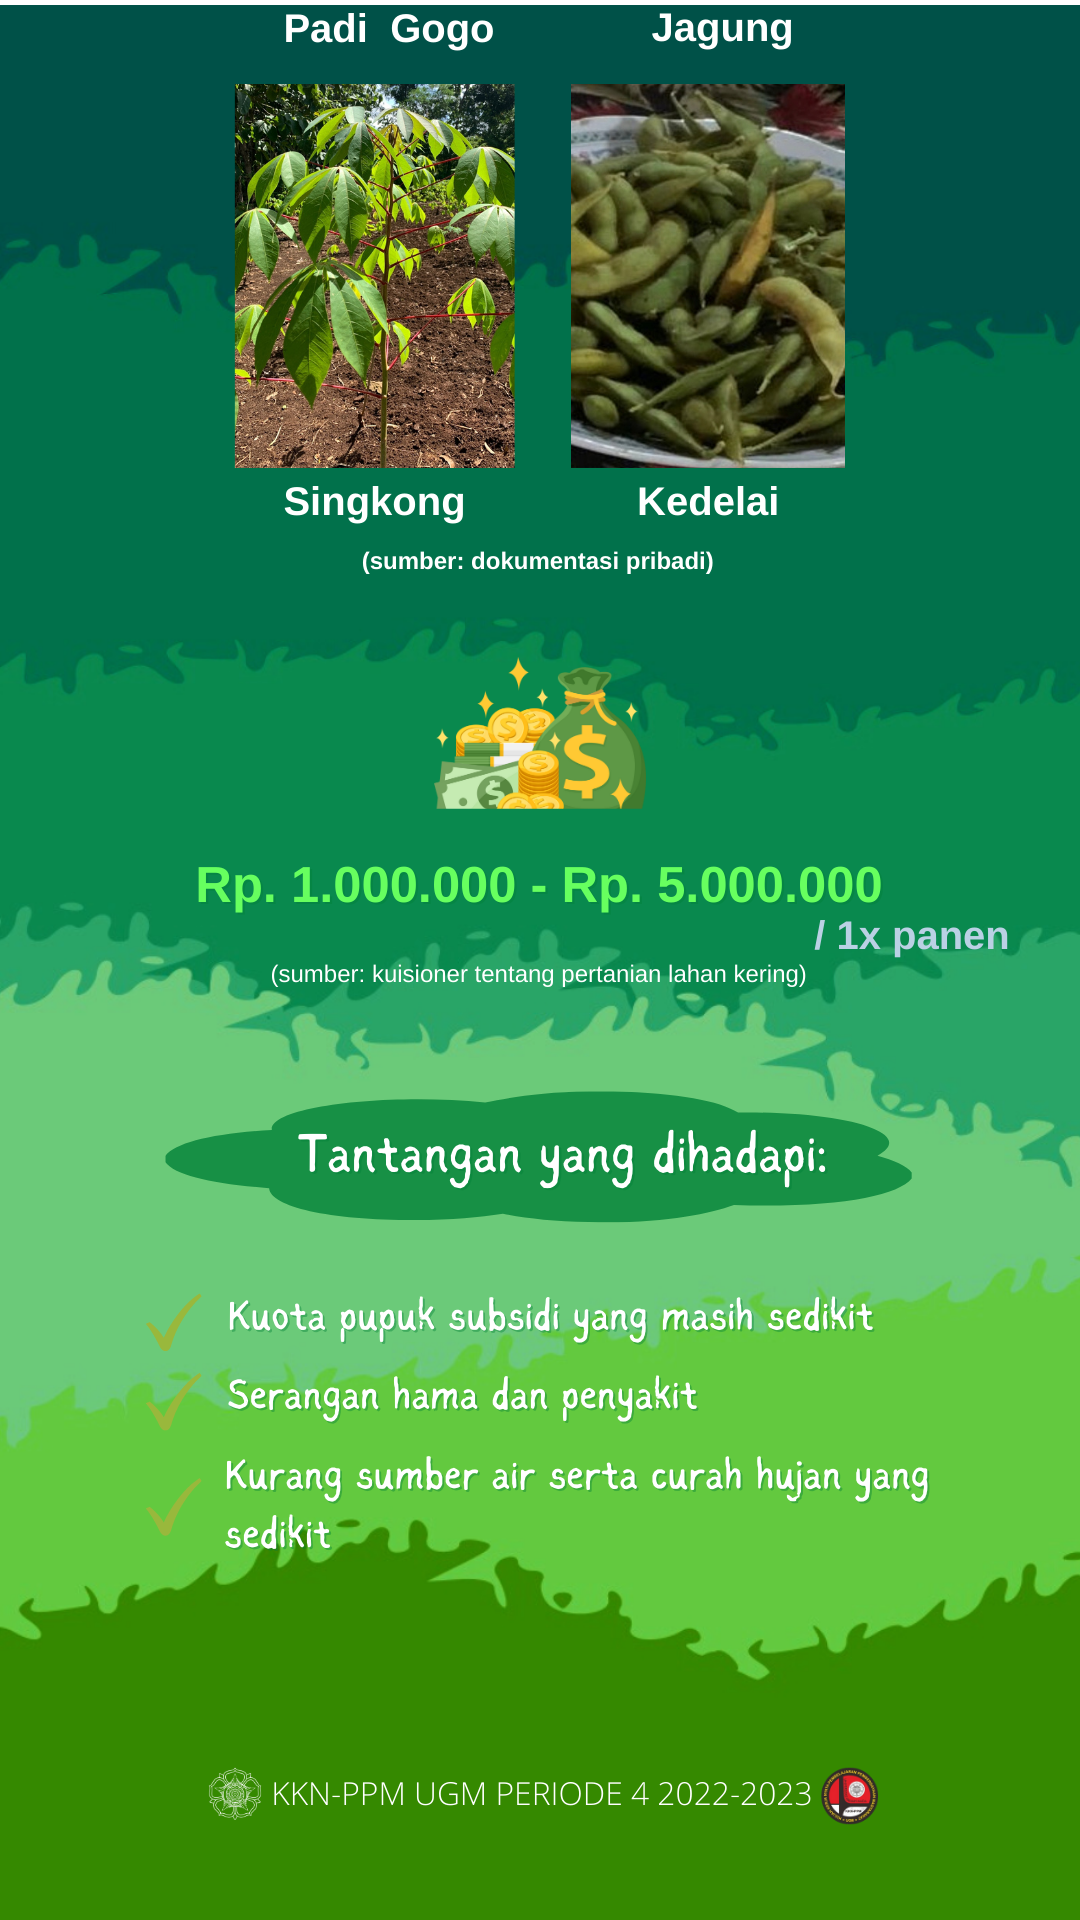 Padi Gogo
Jagung
Singkong
Kedelai
(sumber: dokumentasi pribadi)
Rp. 1.000.000 - Rp. 5.000.000
/ 1x panen
(sumber: kuisioner tentang pertanian lahan kering)
Tantangan yang dihadapi:
Kuota pupuk subsidi yang masih sedikit
Serangan hama dan penyakit
Kurang sumber air serta curah hujan yang
sedikit
KKN-PPM UGM PERIODE 4 2022-2023